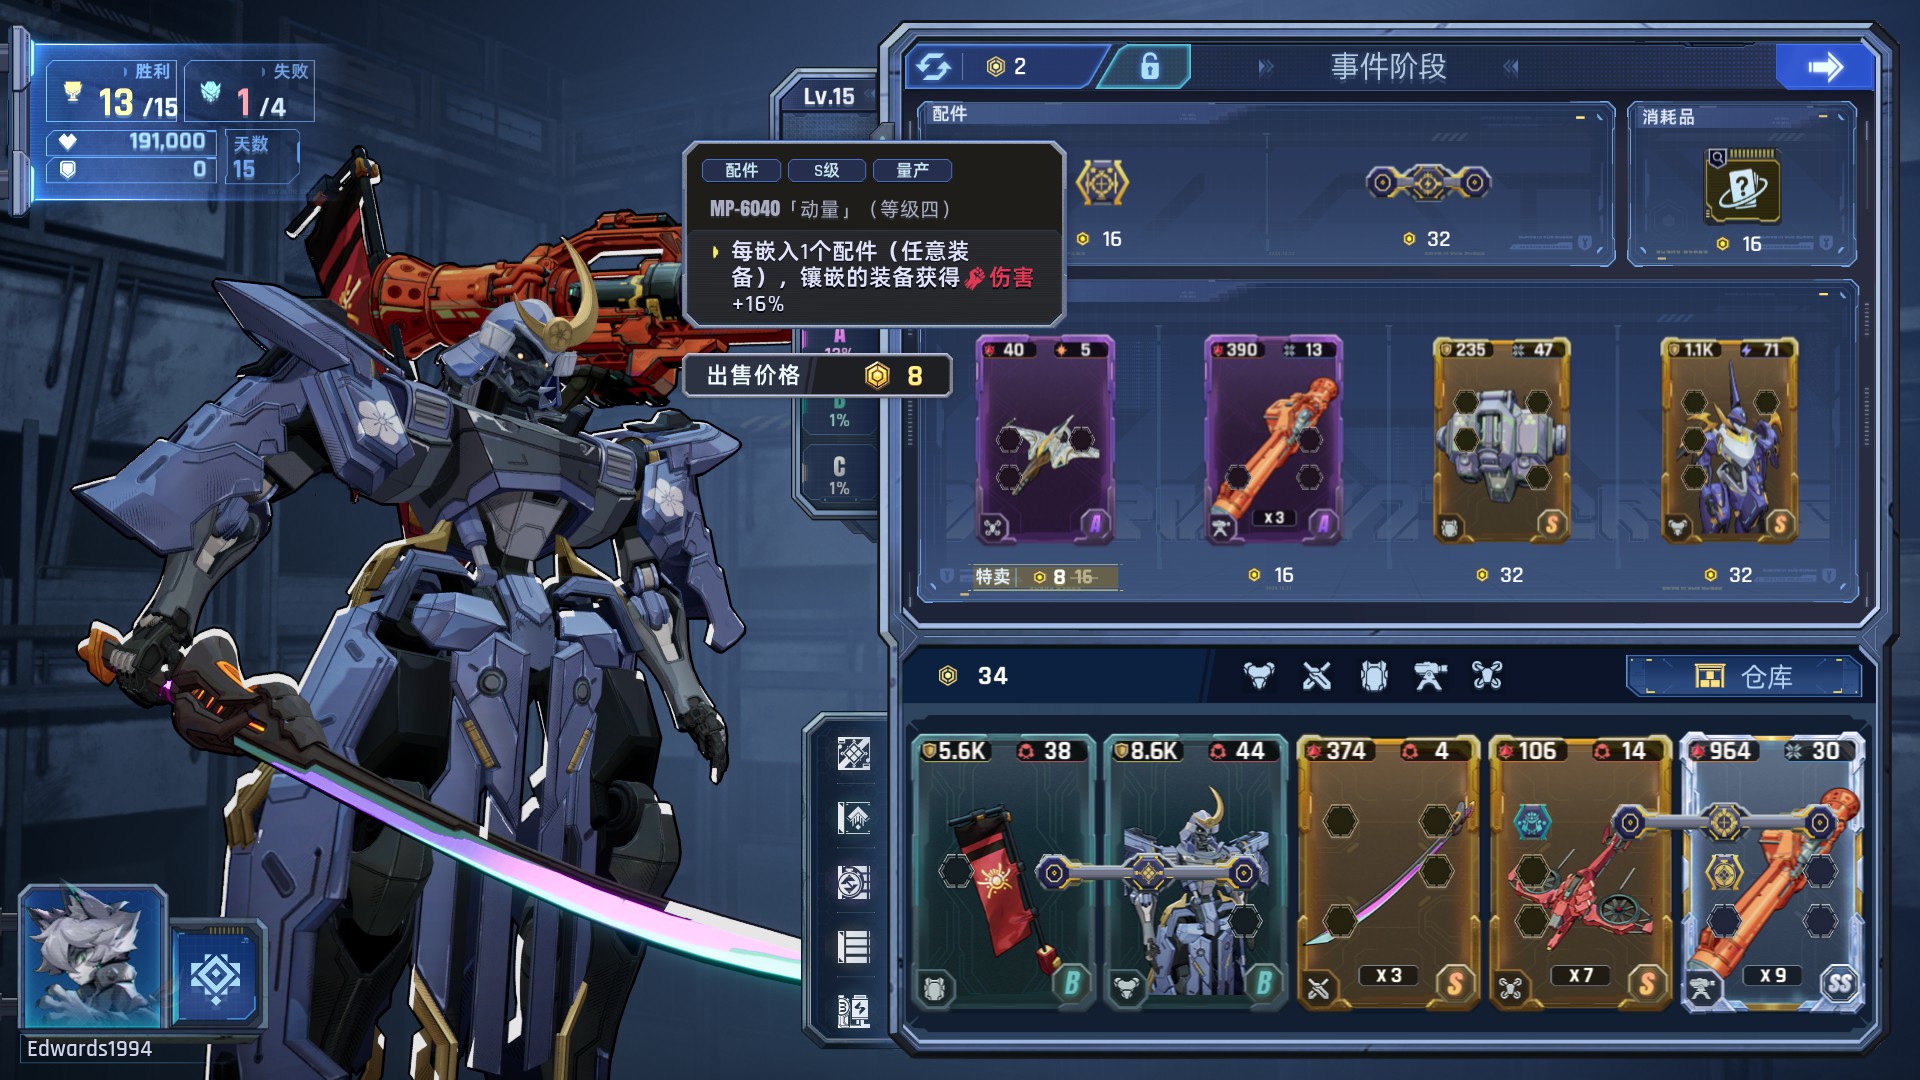 胜利
13 /15
失败
1 /4
191,000
0
天数
15
Lv.15
2
事件阶段
配件
16
32
消耗品
16
配件
S级
量产
MP-6040「动量」（等级四）
每嵌入1个配件（任意装
备），镶嵌的装备获得伤害
+16%
出售价格
8
A
1%
C
1%
40
5
A
特卖
8 16
390
13
x3
A
16
235
47
S
32
1.1K
71
S
32
34
仓库
5.6K
38
B
8.6K
44
B
374
4
x3
S
106
14
x7
S
964
30
x9
SS
Edwards1994